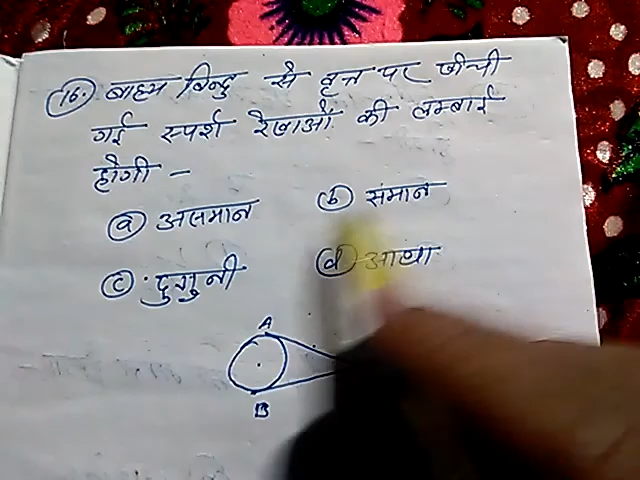 16. बाह्य बिन्दु से वृत्त पर खींची
गई स्पर्श रेखाओं की लम्बाई
होगी -
(a) असमान (b) समान
(c) दुगुनी (d) आधा
A
B